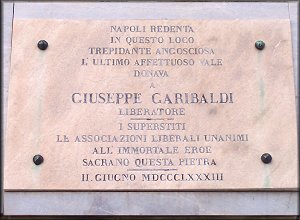 NAPOLI REDENTA
IN QUESTO LOCO
TREPIDANTE ANGOSCIOSA
L'ULTIMO AFFETTUOSO VALE
DONAVA
A
GIUSEPPE GARIBALDI
LIBERATORE
I SUPERSTITI
LE ASSOCIAZIONI LIBERALI UNANIMI
ALL'IMMORTALE EROE
SACRANO QUESTA PIETRA
II GIUGNO MDCCCLXXXIII